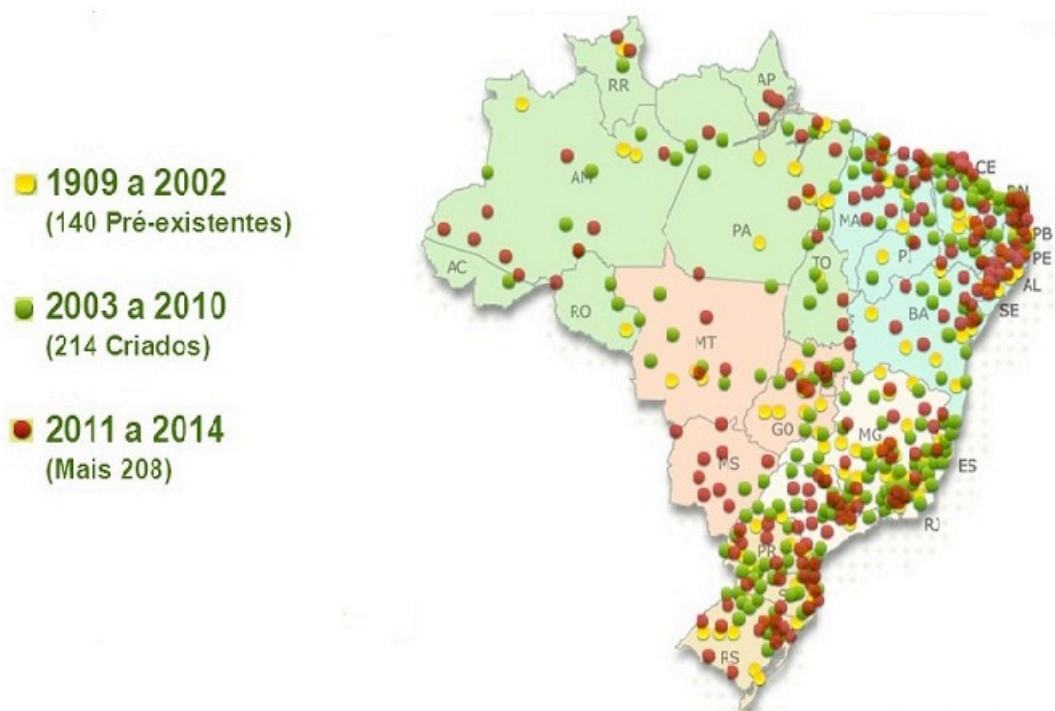 1909 a 2002
(140 Pré-existentes)
2003 a 2010
(214 Criados)
2011 a 2014
(Mais 208)
RR
AP
AM
PA
MA
CE
RN
PB
PE
AL
SE
PI
TO
BA
AC
RO
MT
GO
MG
ES
MS
RJ
PR
RS